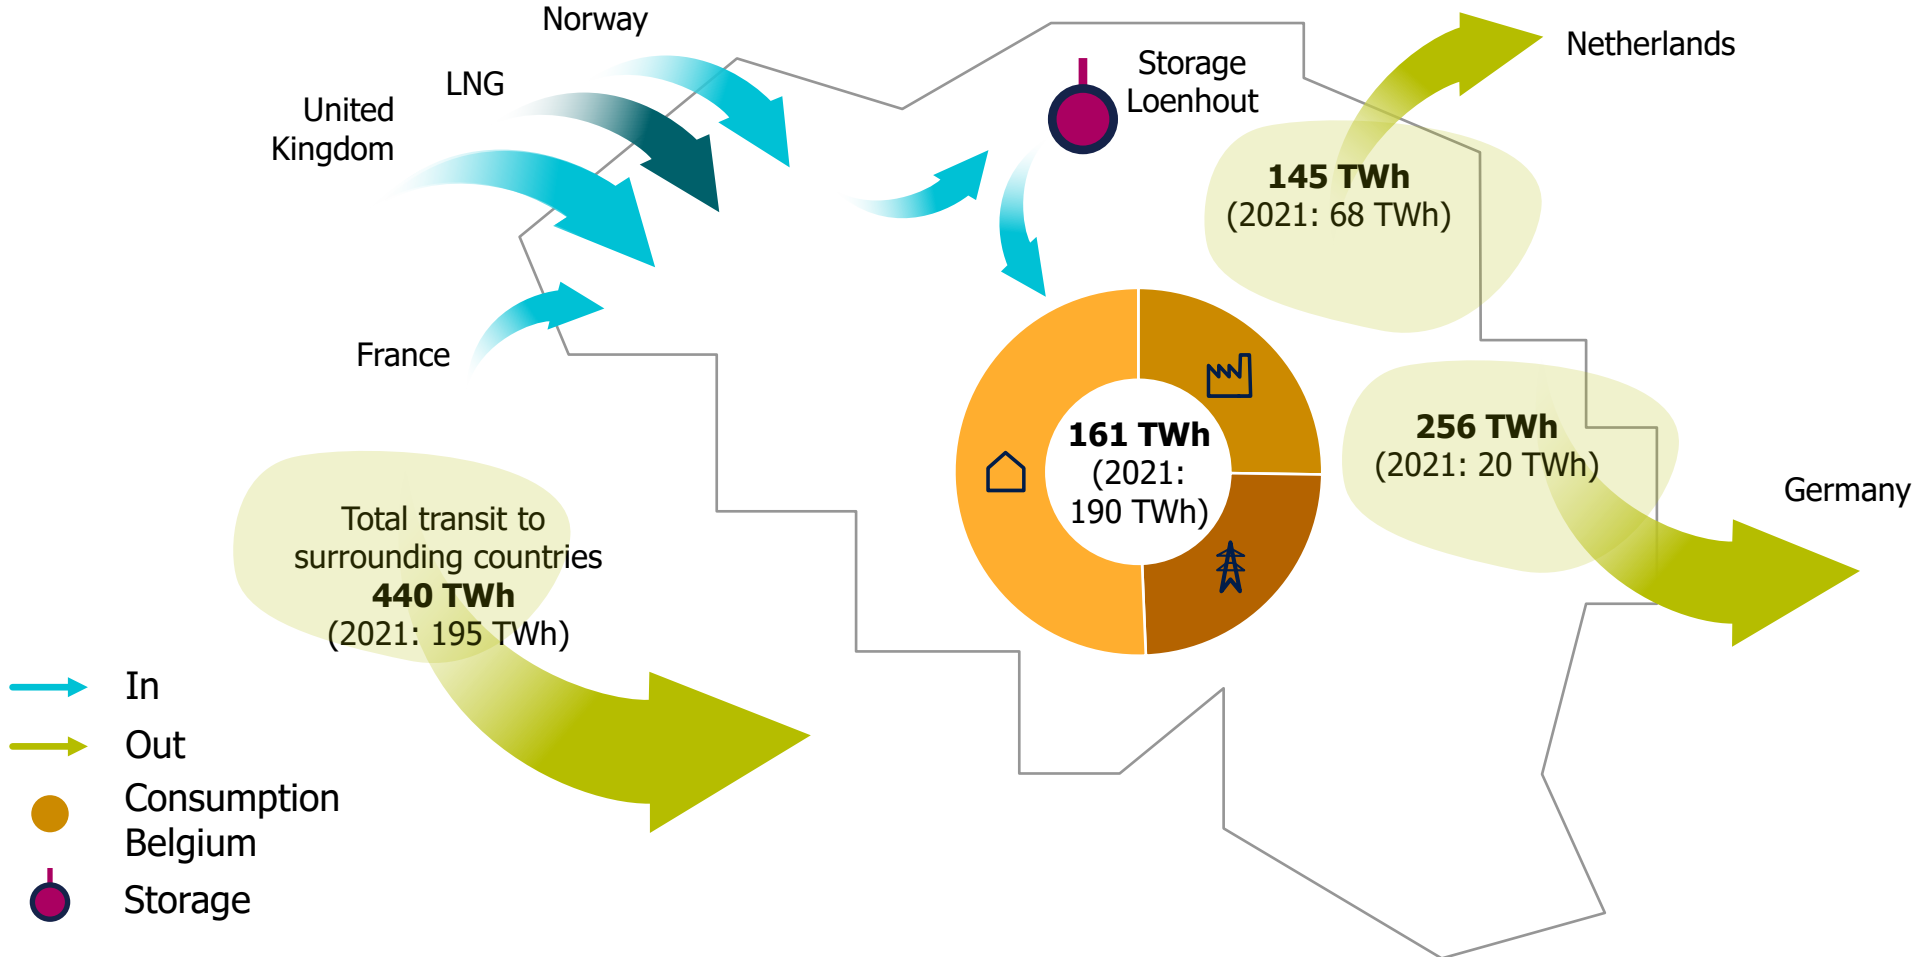 Norway
LNG
United
Kingdom
France
Storage
Loenhout
Netherlands
145 TWh
(2021: 68 TWh)
161 TWh
(2021:
190 TWh)
256 TWh
(2021: 20 TWh)
Germany
Total transit to
surrounding countries
440 TWh
(2021: 195 TWh)
In
Out
Consumption
Belgium
Storage